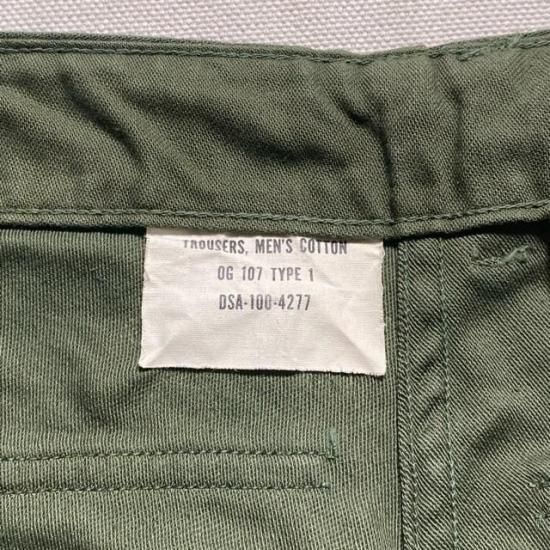 TROUSERS, MEN'S COTTON
OG 107 TYPE 1
DSA-100-4277